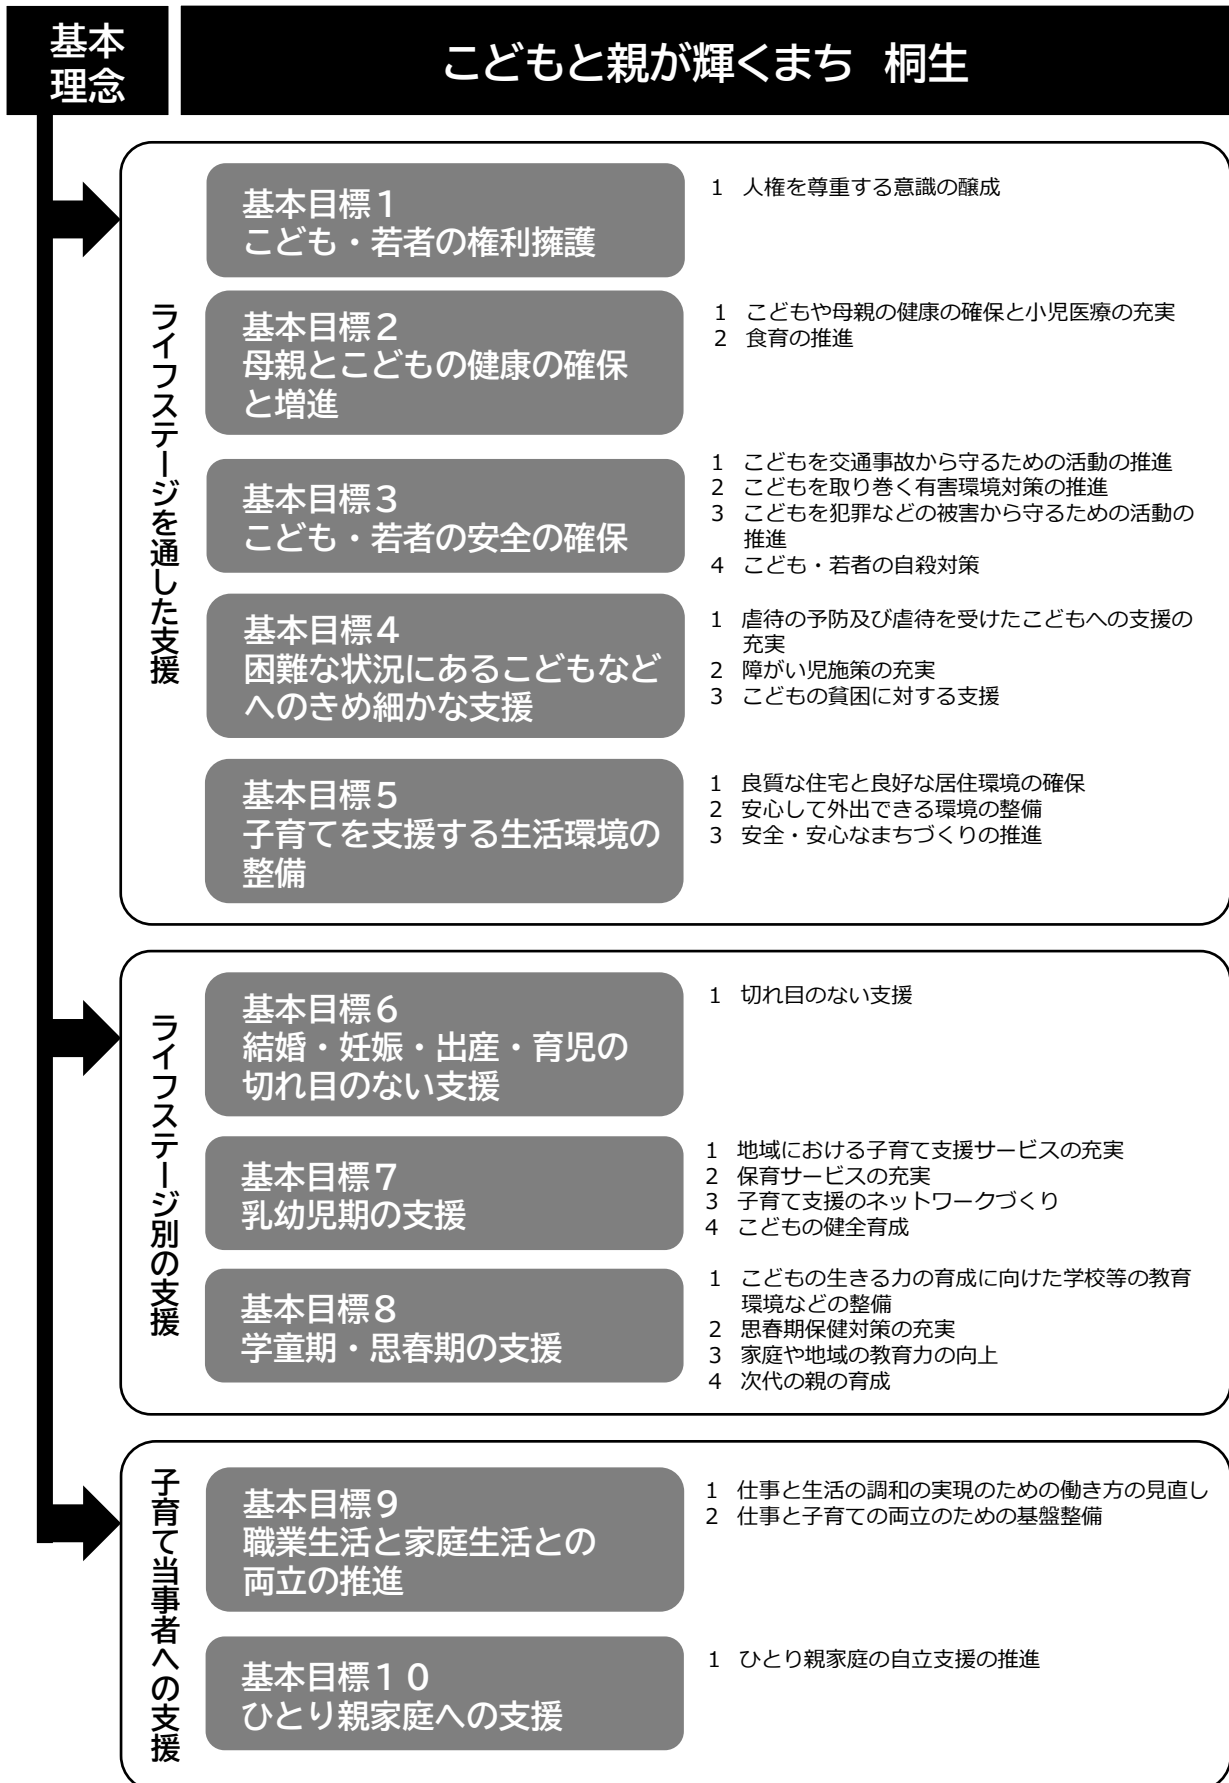 基本
理念
こどもと親が輝くまち 桐生
ライフステージを通した支援
基本目標１
こども・若者の権利擁護
1 人権を尊重する意識の醸成
基本目標２
母親とこどもの健康の確保
と増進
1 こどもや母親の健康の確保と小児医療の充実
2 食育の推進
基本目標３
こども・若者の安全の確保
1 こどもを交通事故から守るための活動の推進
2 こどもを取り巻く有害環境対策の推進
3 こどもを犯罪などの被害から守るための活動の
推進
4 こども・若者の自殺対策
基本目標４
困難な状況にあるこどもなど
へのきめ細かな支援
1 虐待の予防及び虐待を受けたこどもへの支援の
充実
2 障がい児施策の充実
3 こどもの貧困に対する支援
基本目標５
子育てを支援する生活環境の
整備
1 良質な住宅と良好な居住環境の確保
2 安心して外出できる環境の整備
3 安全・安心なまちづくりの推進
ライフステージ別の支援
基本目標６
結婚・妊娠・出産・育児の
切れ目のない支援
1 切れ目のない支援
基本目標７
乳幼児期の支援
1 地域における子育て支援サービスの充実
2 保育サービスの充実
3 子育て支援のネットワークづくり
4 こどもの健全育成
基本目標８
学童期・思春期の支援
1 こどもの生きる力の育成に向けた学校等の教育
環境などの整備
2 思春期保健対策の充実
3 家庭や地域の教育力の向上
4 次代の親の育成
子育て当事者への支援
基本目標９
職業生活と家庭生活との
両立の推進
1 仕事と生活の調和の実現のための働き方の見直し
2 仕事と子育ての両立のための基盤整備
基本目標１０
ひとり親家庭への支援
1 ひとり親家庭の自立支援の推進